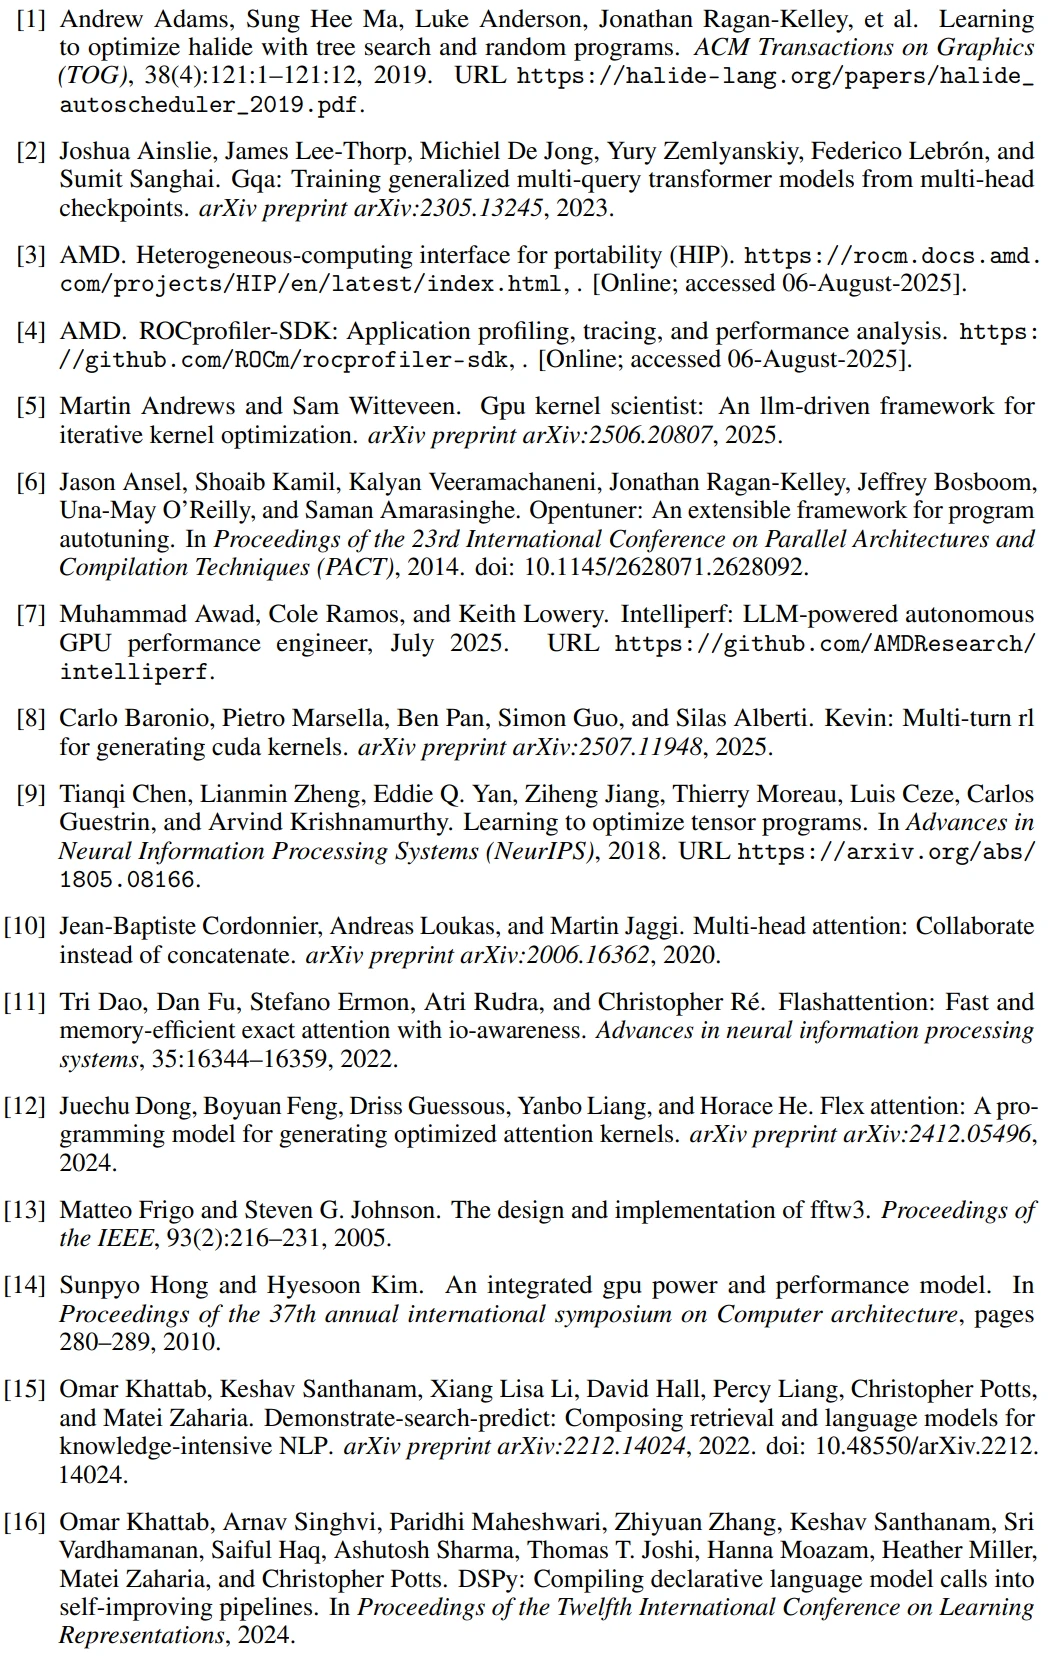 [1] Andrew Adams, Sung Hee Ma, Luke Anderson, Jonathan Ragan-Kelley, et al. Learning
to optimize halide with tree search and random programs. ACM Transactions on Graphics
(TOG), 38(4):121:1–121:12, 2019. URL https://halide-lang.org/papers/halide_
autoscheduler_2019.pdf.
[2] Joshua Ainslie, James Lee-Thorp, Michiel De Jong, Yury Zemlyanskiy, Federico Lebrón, and
Sumit Sanghai. Gqa: Training generalized multi-query transformer models from multi-head
checkpoints. arXiv preprint arXiv:2305.13245, 2023.
[3] AMD. Heterogeneous-computing interface for portability (HIP). https://rocm.docs.amd.
com/projects/HIP/en/latest/index.html, . [Online; accessed 06-August-2025].
[4] AMD. ROCprofiler-SDK: Application profiling, tracing, and performance analysis. https:
//github.com/ROCm/rocprofiler-sdk, . [Online; accessed 06-August-2025].
[5] Martin Andrews and Sam Witteveen. Gpu kernel scientist: An llm-driven framework for
iterative kernel optimization. arXiv preprint arXiv:2506.20807, 2025.
[6] Jason Ansel, Shoaib Kamil, Kalyan Veeramachaneni, Jonathan Ragan-Kelley, Jeffrey Bosboom,
Una-May O'Reilly, and Saman Amarasinghe. Opentuner: An extensible framework for program
autotuning. In Proceedings of the 23rd International Conference on Parallel Architectures and
Compilation Techniques (PACT), 2014. doi: 10.1145/2628071.2628092.
[7] Muhammad Awad, Cole Ramos, and Keith Lowery. Intelliperf: LLM-powered autonomous
GPU performance engineer, July 2025. URL https://github.com/AMDResearch/
intelliperf.
[8] Carlo Baronio, Pietro Marsella, Ben Pan, Simon Guo, and Silas Alberti. Kevin: Multi-turn rl
for generating cuda kernels. arXiv preprint arXiv:2507.11948, 2025.
[9] Tianqi Chen, Lianmin Zheng, Eddie Q. Yan, Ziheng Jiang, Thierry Moreau, Luis Ceze, Carlos
Guestrin, and Arvind Krishnamurthy. Learning to optimize tensor programs. In Advances in
Neural Information Processing Systems (NeurIPS), 2018. URL https://arxiv.org/abs/
1805.08166.
[10] Jean-Baptiste Cordonnier, Andreas Loukas, and Martin Jaggi. Multi-head attention: Collaborate
instead of concatenate. arXiv preprint arXiv:2006.16362, 2020.
[11] Tri Dao, Dan Fu, Stefano Ermon, Atri Rudra, and Christopher Ré. Flashattention: Fast and
memory-efficient exact attention with io-awareness. Advances in neural information processing
systems, 35:16344–16359, 2022.
[12] Juechu Dong, Boyuan Feng, Driss Guessous, Yanbo Liang, and Horace He. Flex attention: A pro-
gramming model for generating optimized attention kernels. arXiv preprint arXiv:2412.05496,
2024.
[13] Matteo Frigo and Steven G. Johnson. The design and implementation of fftw3. Proceedings of
the IEEE, 93(2):216–231, 2005.
[14] Sunpyo Hong and Hyesoon Kim. An integrated gpu power and performance model. In
Proceedings of the 37th annual international symposium on Computer architecture, pages
280–289, 2010.
[15] Omar Khattab, Keshav Santhanam, Xiang Lisa Li, David Hall, Percy Liang, Christopher Potts,
and Matei Zaharia. Demonstrate-search-predict: Composing retrieval and language models for
knowledge-intensive NLP. arXiv preprint arXiv:2212.14024, 2022. doi: 10.48550/arXiv.2212.
14024.
[16] Omar Khattab, Arnav Singhvi, Paridhi Maheshwari, Zhiyuan Zhang, Keshav Santhanam, Sri
Vardhamanan, Saiful Haq, Ashutosh Sharma, Thomas T. Joshi, Hanna Moazam, Heather Miller,
Matei Zaharia, and Christopher Potts. DSPy: Compiling declarative language model calls into
self-improving pipelines. In Proceedings of the Twelfth International Conference on Learning
Representations, 2024.